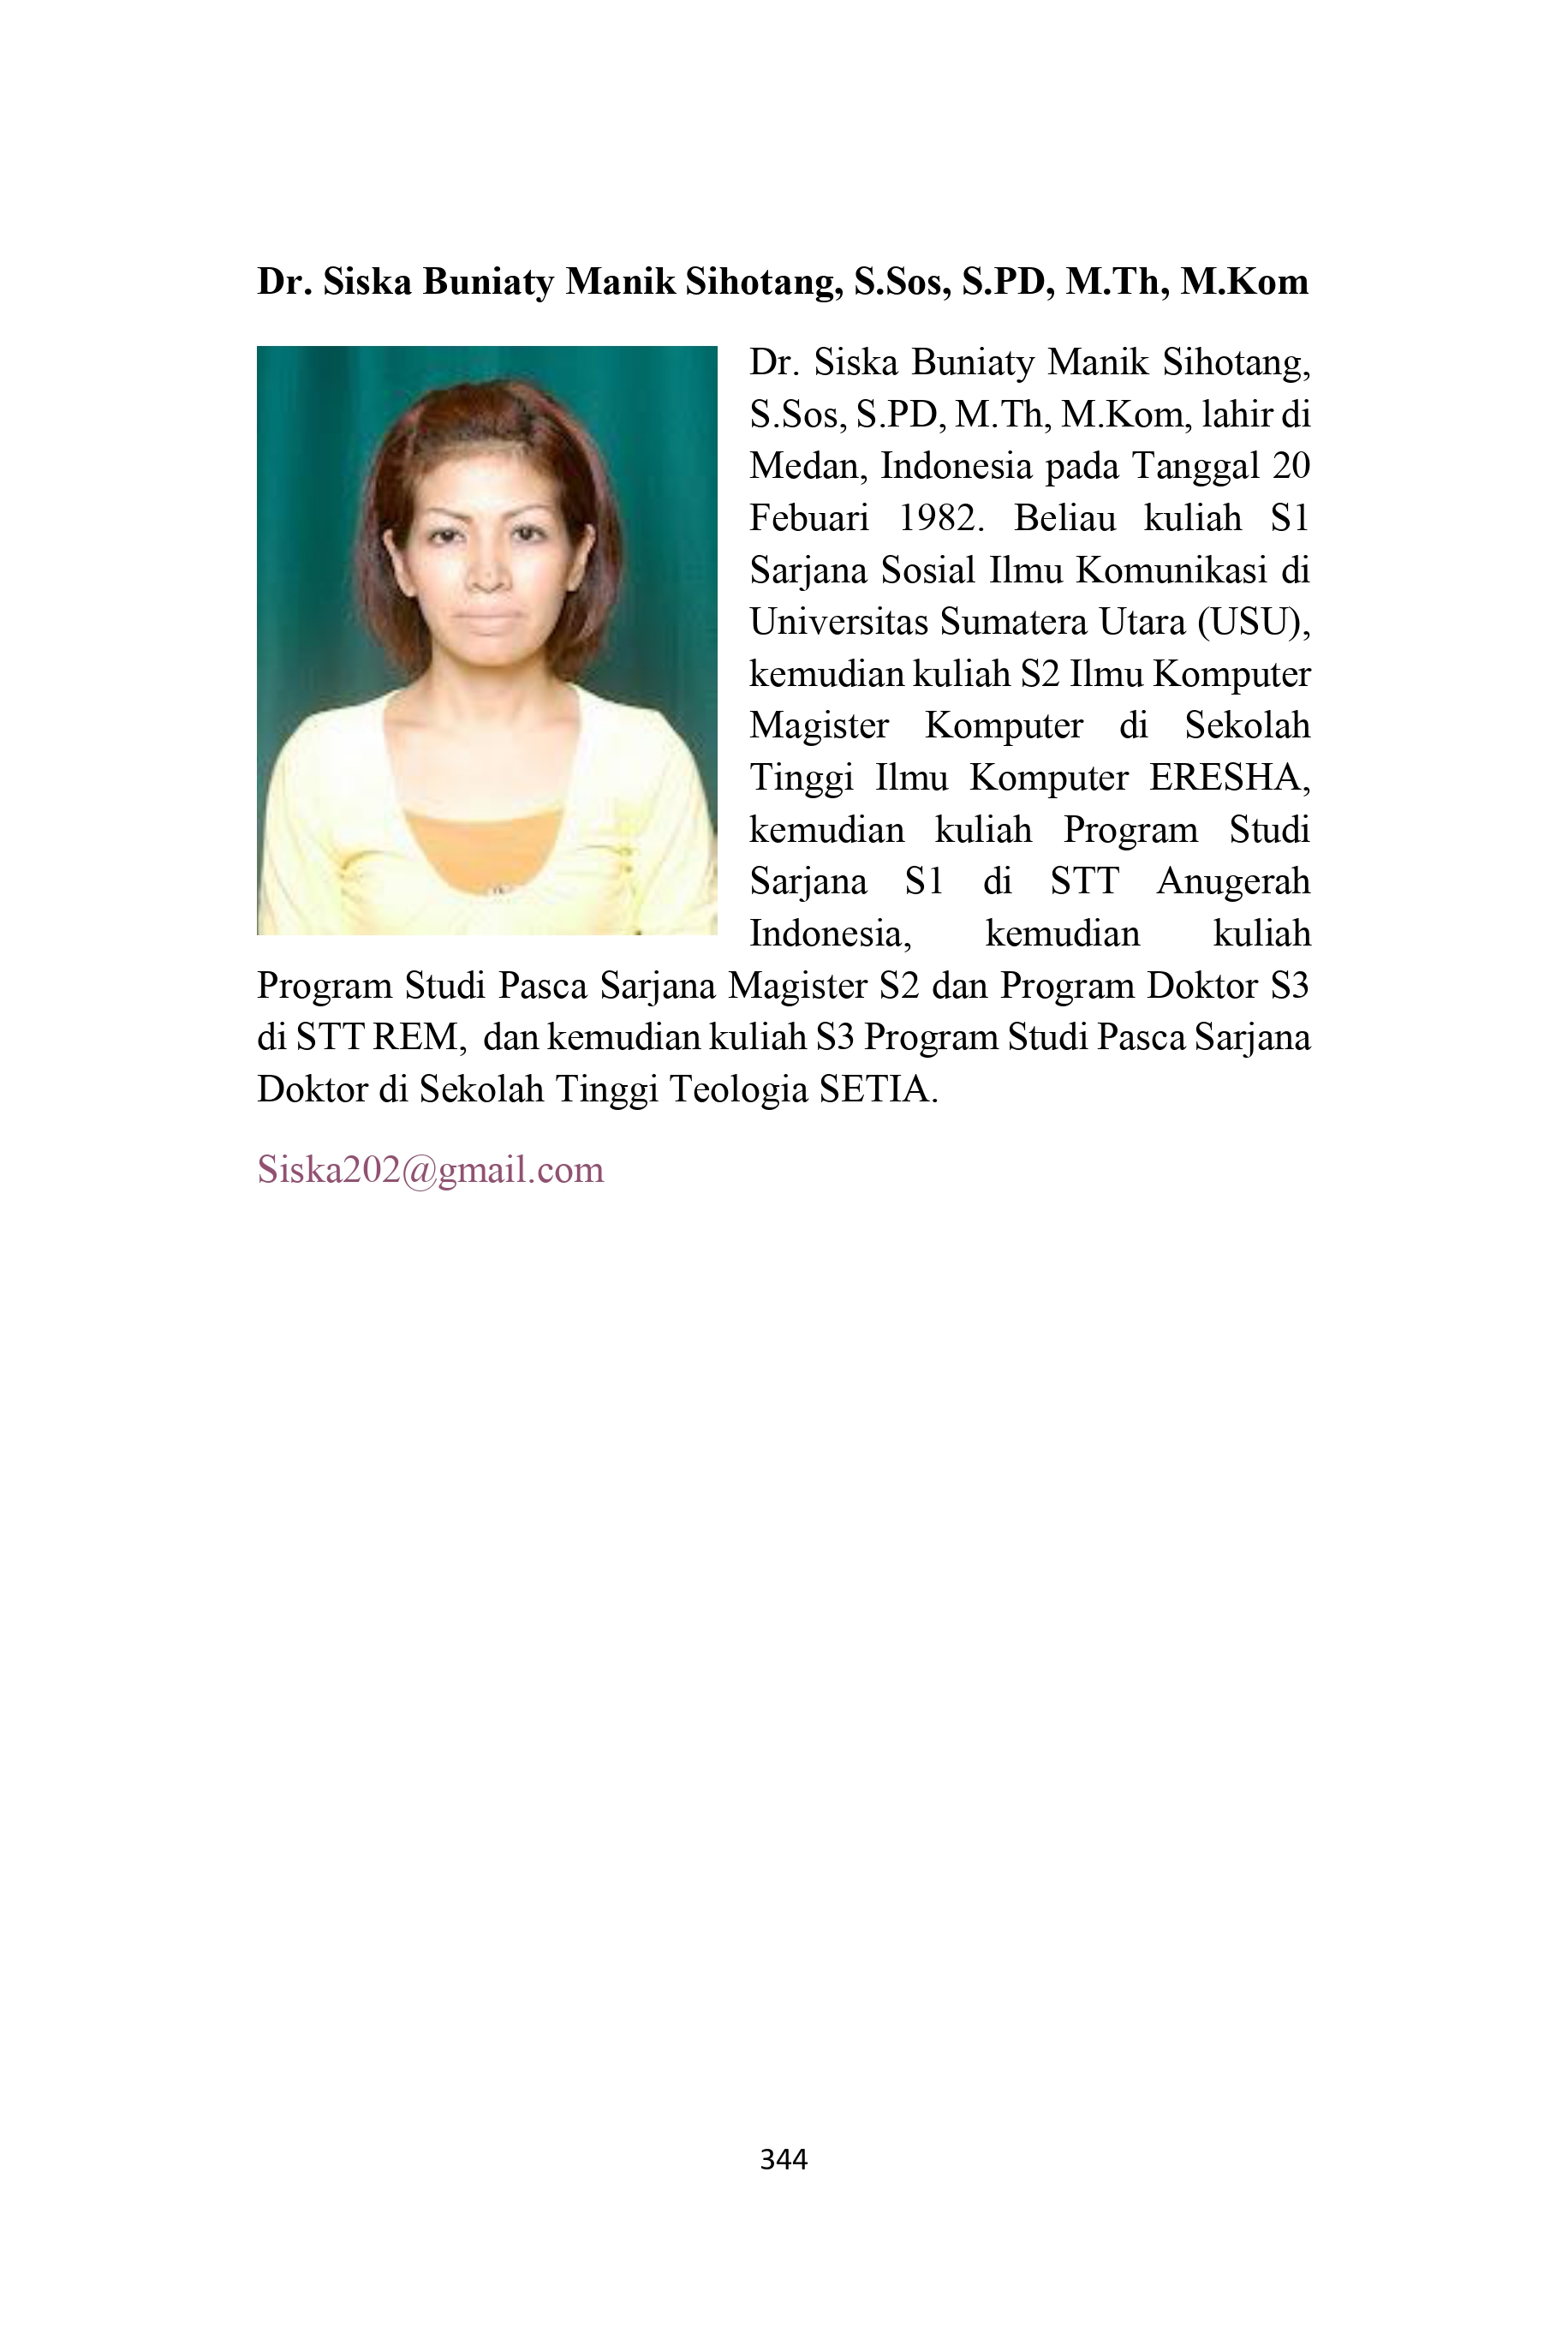 Dr. Siska Buniaty Manik Sihotang, S.Sos, S.PD, M.Th, M.Kom
Dr. Siska Buniaty Manik Sihotang,
S.Sos, S.PD, M.Th, M.Kom, lahir di
Medan, Indonesia pada Tanggal 20
Febuari 1982. Beliau kuliah S1
Sarjana Sosial Ilmu Komunikasi di
Universitas Sumatera Utara (USU),
kemudian kuliah S2 Ilmu Komputer
Magister Komputer di Sekolah
Tinggi Ilmu Komputer ERESHA,
kemudian kuliah Program Studi
Sarjana S1 di STT Anugerah
Indonesia, kemudian kuliah
Program Studi Pasca Sarjana Magister S2 dan Program Doktor S3
di STT REM, dan kemudian kuliah S3 Program Studi Pasca Sarjana
Doktor di Sekolah Tinggi Teologia SETIA.
Siska202@gmail.com
344